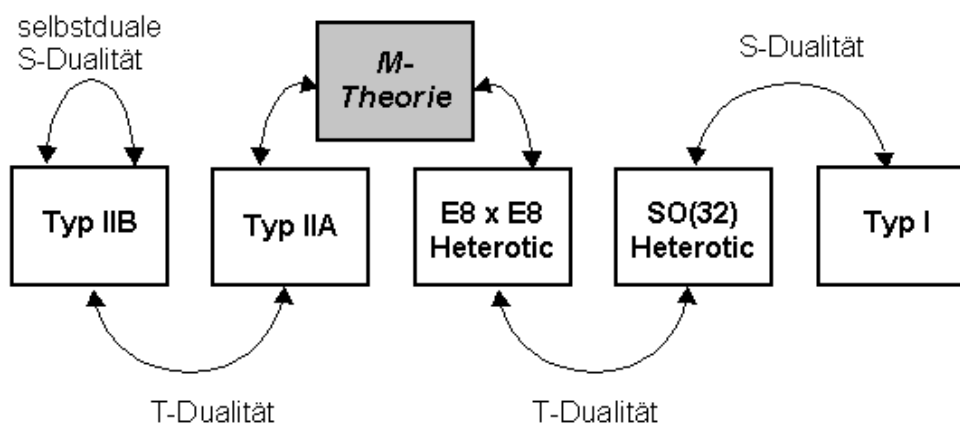 selbstduale
S-Dualität
M-
Theorie
S-Dualität
Typ IIB
Typ IIA
E8 x E8
Heterotic
SO(32)
Heterotic
Typ I
T-Dualität
T-Dualität